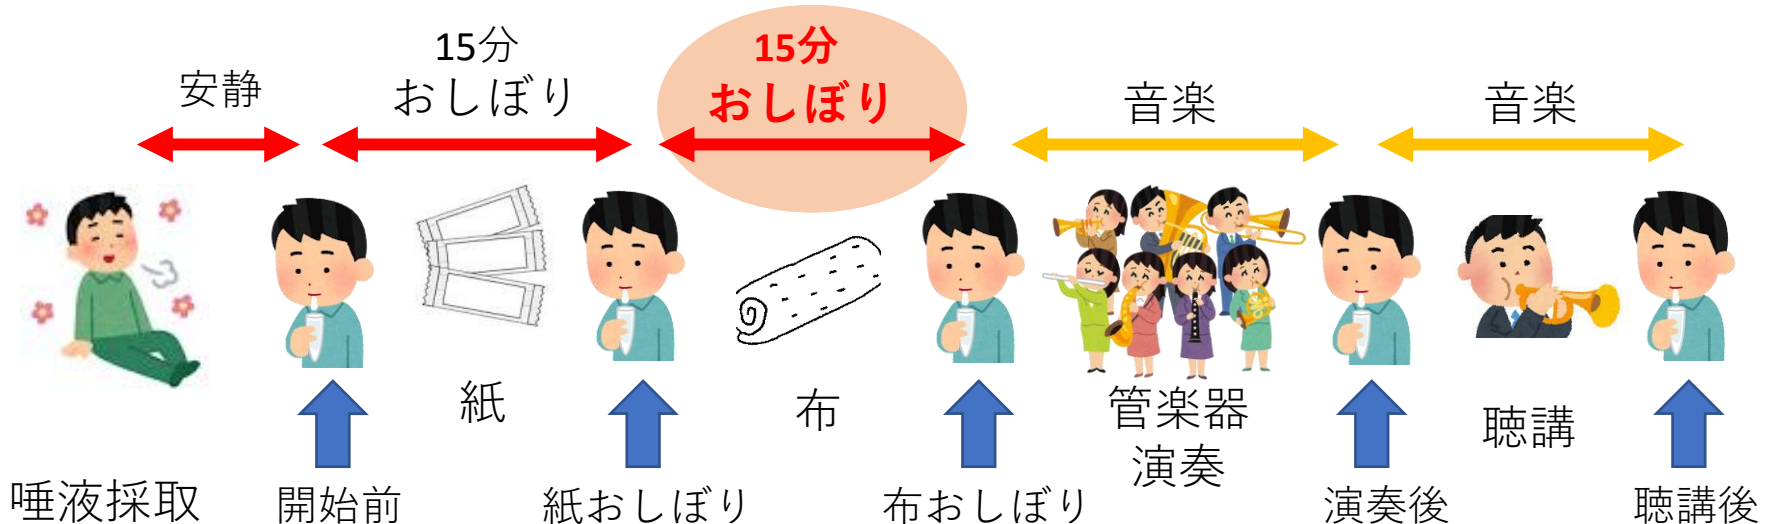 安静
15分
おしぼり
15分
おしぼり
音楽
音楽
紙
布
管楽器
演奏
聴講
唾液採取
開始前
紙おしぼり
布おしぼり
演奏後
聴講後